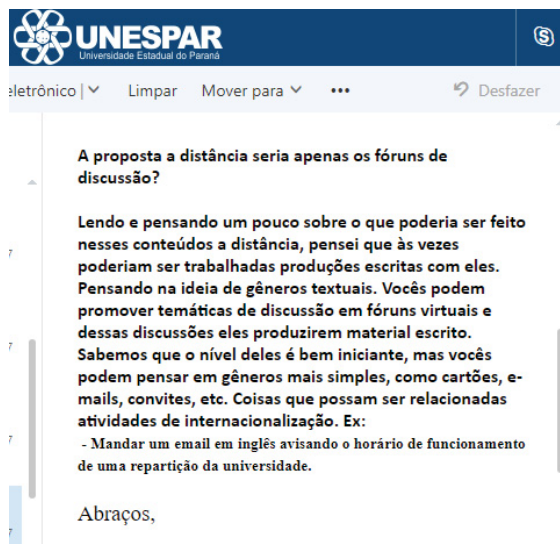 UNESPAR
Universidade Estadual do Paraná
eletrônico | Limpar Mover para ••• Desfazer
A proposta a distância seria apenas os fóruns de
discussão?
Lendo e pensando um pouco sobre o que poderia ser feito
nesses conteúdos a distância, pensei que às vezes
poderiam ser trabalhadas produções escritas com eles.
Pensando na ideia de gêneros textuais. Vocês podem
promover temáticas de discussão em fóruns virtuais e
dessas discussões eles produzirem material escrito.
Sabemos que o nível deles é bem iniciante, mas vocês
podem pensar em gêneros mais simples, como cartões, e-
mails, convites, etc. Coisas que possam ser relacionadas
atividades de internacionalização. Ex:
- Mandar um email em inglês avisando o horário de funcionamento
de uma repartição da universidade.
Abraços,